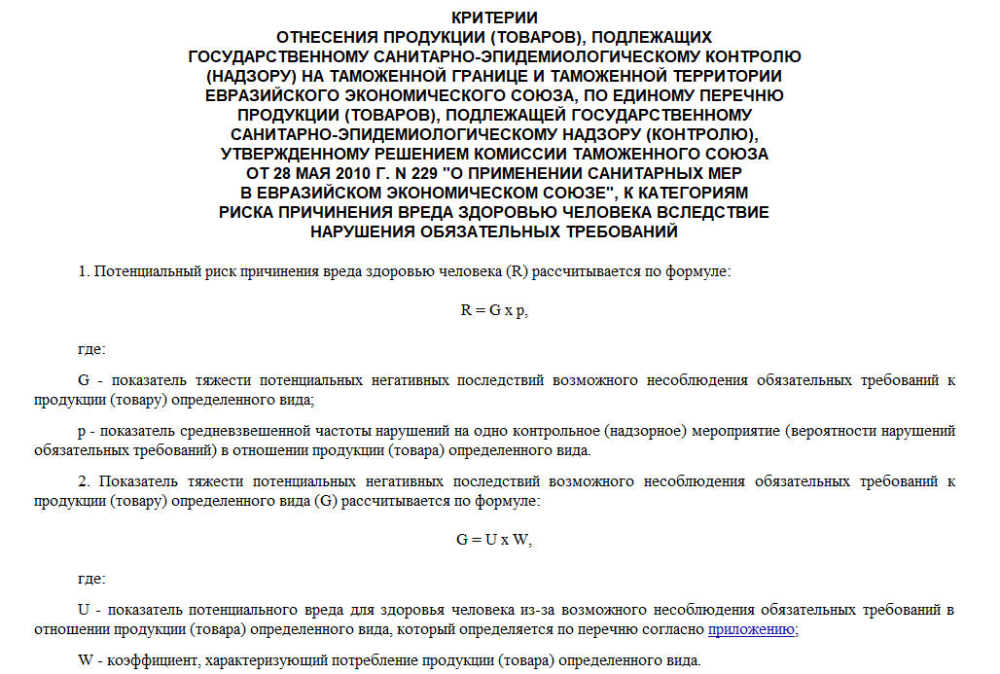 КРИТЕРИИ
ОТНЕСЕНИЯ ПРОДУКЦИИ (ТОВАРОВ), ПОДЛЕЖАЩИХ
ГОСУДАРСТВЕННОМУ САНИТАРНО-ЭПИДЕМИОЛОГИЧЕСКОМУ КОНТРОЛЮ
(НАДЗОРУ) НА ТАМОЖЕННОЙ ГРАНИЦЕ И ТАМОЖЕННОЙ ТЕРРИТОРИИ
ЕВРАЗИЙСКОГО ЭКОНОМИЧЕСКОГО СОЮЗА, ПО ЕДИНОМУ ПЕРЕЧНЮ
ПРОДУКЦИИ (ТОВАРОВ), ПОДЛЕЖАЩЕЙ ГОСУДАРСТВЕННОМУ
САНИТАРНО-ЭПИДЕМИОЛОГИЧЕСКОМУ НАДЗОРУ (КОНТРОЛЮ),
УТВЕРЖДЕННОМУ РЕШЕНИЕМ КОМИССИИ ТАМОЖЕННОГО СОЮЗА
ОТ 28 МАЯ 2010 Г. N 229 "О ПРИМЕНЕНИИ САНИТАРНЫХ МЕР
В ЕВРАЗИЙСКОМ ЭКОНОМИЧЕСКОМ СОЮЗЕ", К КАТЕГОРИЯМ
РИСКА ПРИЧИНЕНИЯ ВРЕДА ЗДОРОВЬЮ ЧЕЛОВЕКА ВСЛЕДСТВИЕ
НАРУШЕНИЯ ОБЯЗАТЕЛЬНЫХ ТРЕБОВАНИЙ
1. Потенциальный риск причинения вреда здоровью человека (R) рассчитывается по формуле:
R = G x p,
где:
G - показатель тяжести потенциальных негативных последствий возможного несоблюдения обязательных требований к
продукции (товару) определенного вида;
p - показатель средневзвешенной частоты нарушений на одно контрольное (надзорное) мероприятие (вероятности нарушений
обязательных требований) в отношении продукции (товара) определенного вида.
2. Показатель тяжести потенциальных негативных последствий возможного несоблюдения обязательных требований к
продукции (товару) определенного вида (G) рассчитывается по формуле:
G = U x W,
где:
U - показатель потенциального вреда для здоровья человека из-за возможного несоблюдения обязательных требований в
отношении продукции (товара) определенного вида, который определяется по перечню согласно приложению;
W - коэффициент, характеризующий потребление продукции (товара) определенного вида.